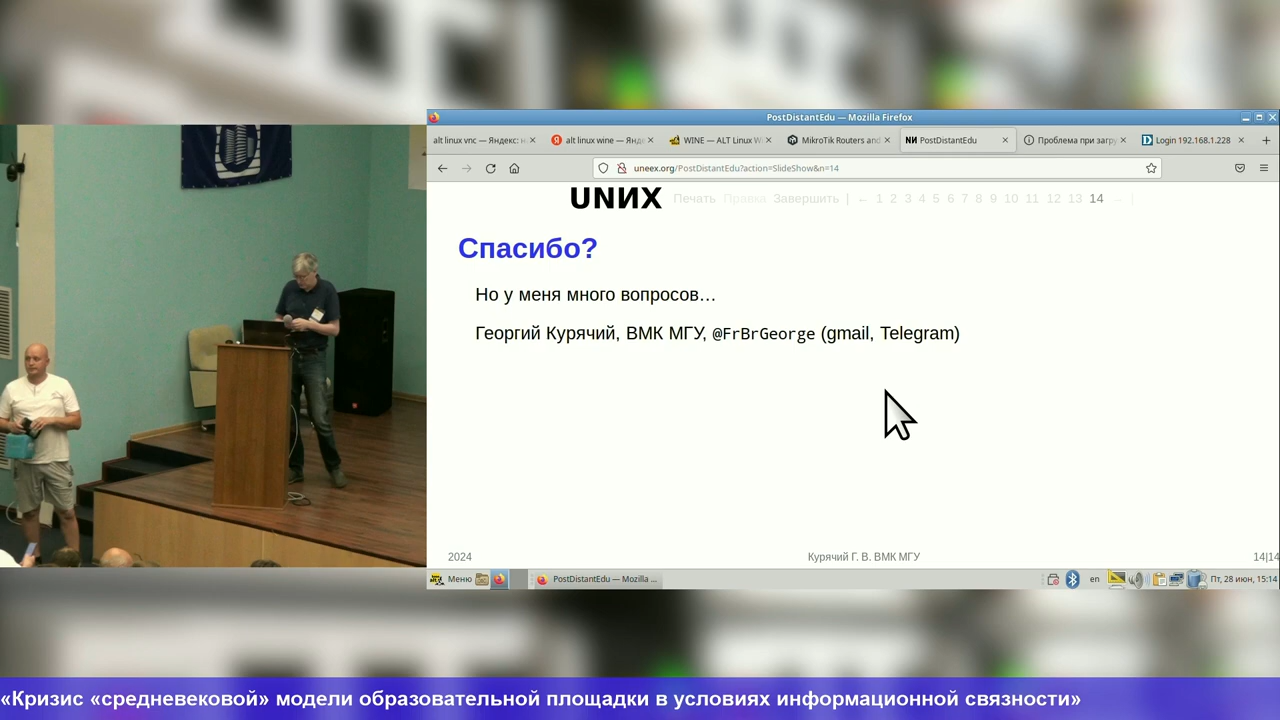 PostDistantEdu — Mozilla Firefox
alt linux vnc — Яндекс: н
alt linux wine — Янде
WINE — ALT Linux W
MikroTik Routers and
PostDistantEdu
Проблема при загру
Login 192.168.1.228
uneex.org/PostDistantEdu?action=SlideShow&n=14
UNИX Печать Правка Завершить | ← 1 2 3 4 5 6 7 8 9 10 11 12 13 14 → |
Спасибо?
Но у меня много вопросов…
Георгий Курячий, ВМК МГУ, @FrBrGeorge (gmail, Telegram)
2024 Курячий Г. В. ВМК МГУ 14|14
Меню PostDistantEdu — Mozilla ... en Пт, 28 июн, 15:14
«Кризис «средневековой» модели образовательной площадки в условиях информационной связности»